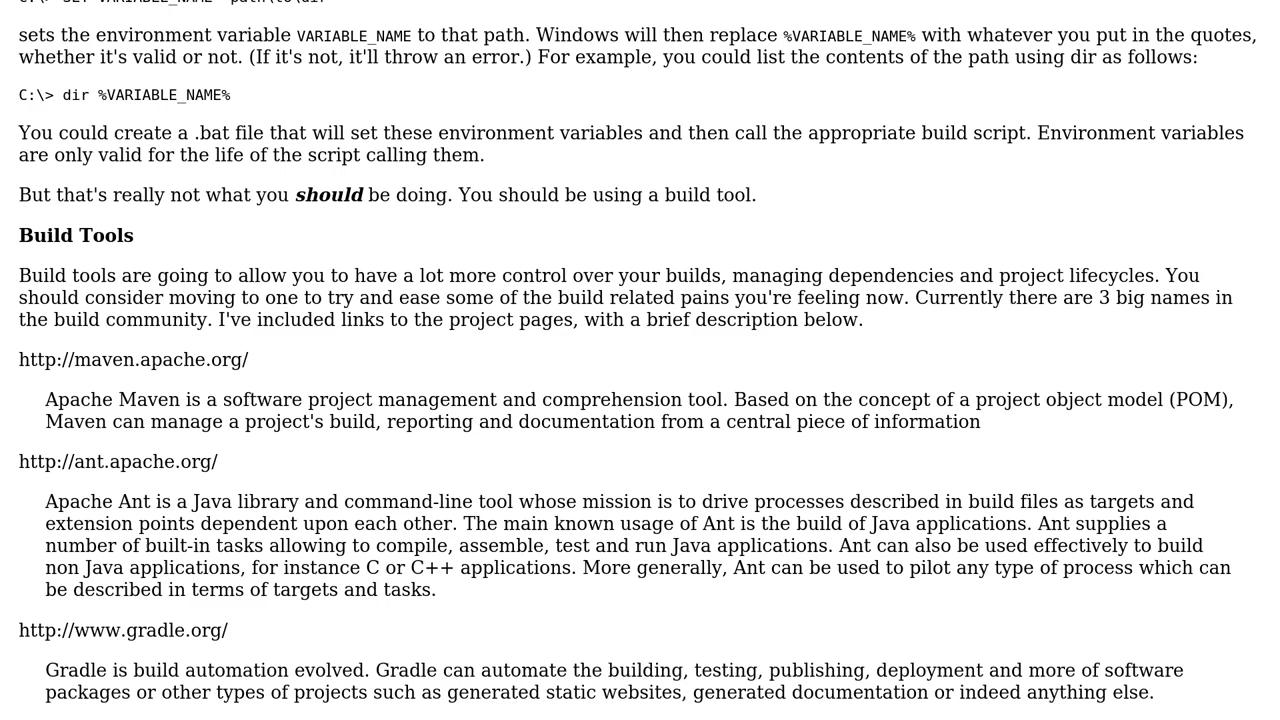 sets the environment variable VARIABLE_NAME to that path. Windows will then replace %VARIABLE_NAME% with whatever you put in the quotes,
whether it's valid or not. (If it's not, it'll throw an error.) For example, you could list the contents of the path using dir as follows:
C:\> dir %VARIABLE_NAME%
You could create a .bat file that will set these environment variables and then call the appropriate build script. Environment variables
are only valid for the life of the script calling them.
But that's really not what you should be doing. You should be using a build tool.
Build Tools
Build tools are going to allow you to have a lot more control over your builds, managing dependencies and project lifecycles. You
should consider moving to one to try and ease some of the build related pains you're feeling now. Currently there are 3 big names in
the build community. I've included links to the project pages, with a brief description below.
http://maven.apache.org/
Apache Maven is a software project management and comprehension tool. Based on the concept of a project object model (POM),
Maven can manage a project's build, reporting and documentation from a central piece of information
http://ant.apache.org/
Apache Ant is a Java library and command-line tool whose mission is to drive processes described in build files as targets and
extension points dependent upon each other. The main known usage of Ant is the build of Java applications. Ant supplies a
number of built-in tasks allowing to compile, assemble, test and run Java applications. Ant can also be used effectively to build
non Java applications, for instance C or C++ applications. More generally, Ant can be used to pilot any type of process which can
be described in terms of targets and tasks.
http://www.gradle.org/
Gradle is build automation evolved. Gradle can automate the building, testing, publishing, deployment and more of software
packages or other types of projects such as generated static websites, generated documentation or indeed anything else.